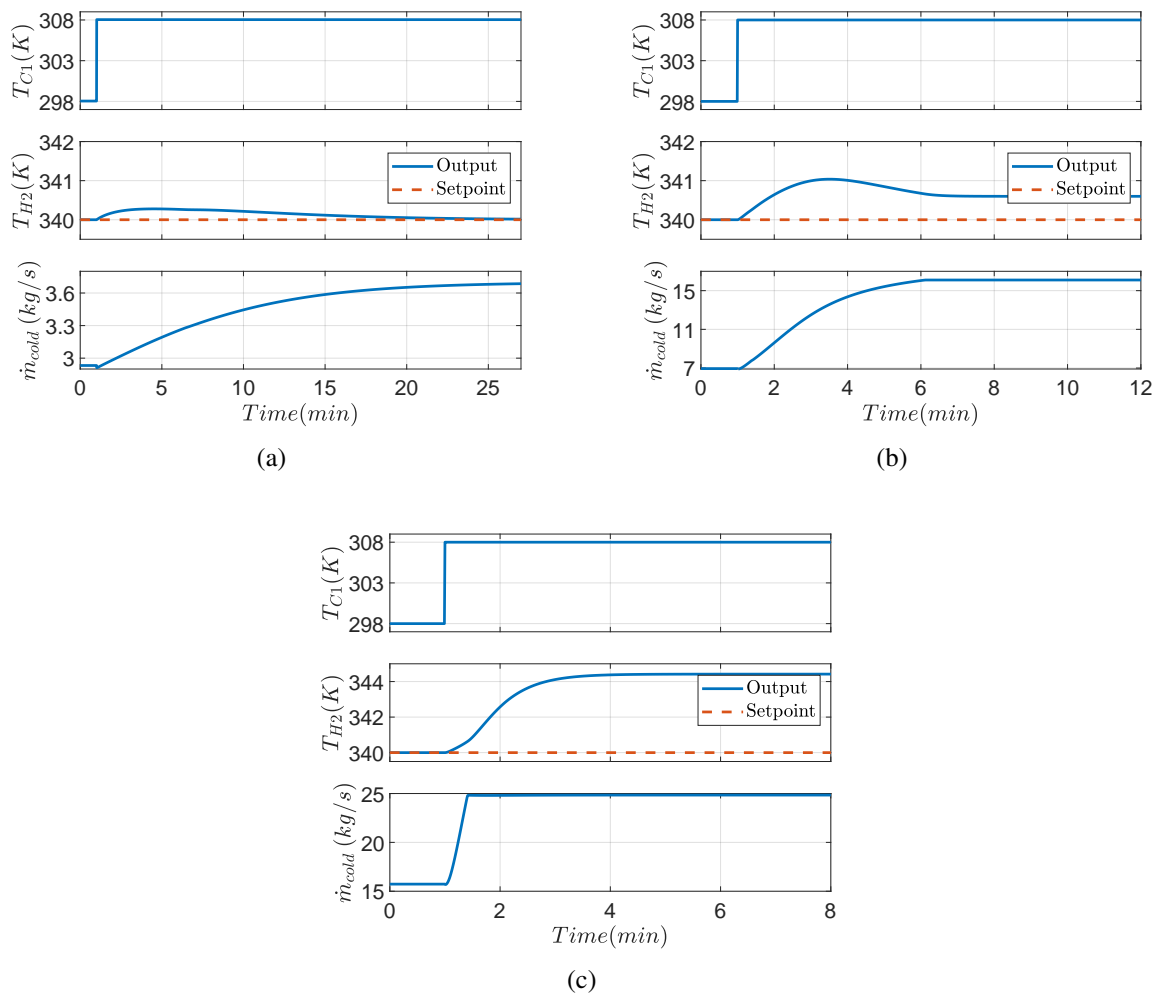 308
303
298
T_{C1}(K)
342
341
340
T_{H2}(K)
Output
Setpoint
3.6
3.3
3
ṁ_{cold} (kg/s)
0 5 10 15 20 25
Time(min)
(a)
308
303
298
T_{C1}(K)
342
341
340
T_{H2}(K)
Output
Setpoint
15
11
7
ṁ_{cold} (kg/s)
0 2 4 6 8 10 12
Time(min)
(b)
308
303
298
T_{C1}(K)
344
342
340
T_{H2}(K)
Output
Setpoint
25
20
15
ṁ_{cold} (kg/s)
0 2 4 6 8
Time(min)
(c)